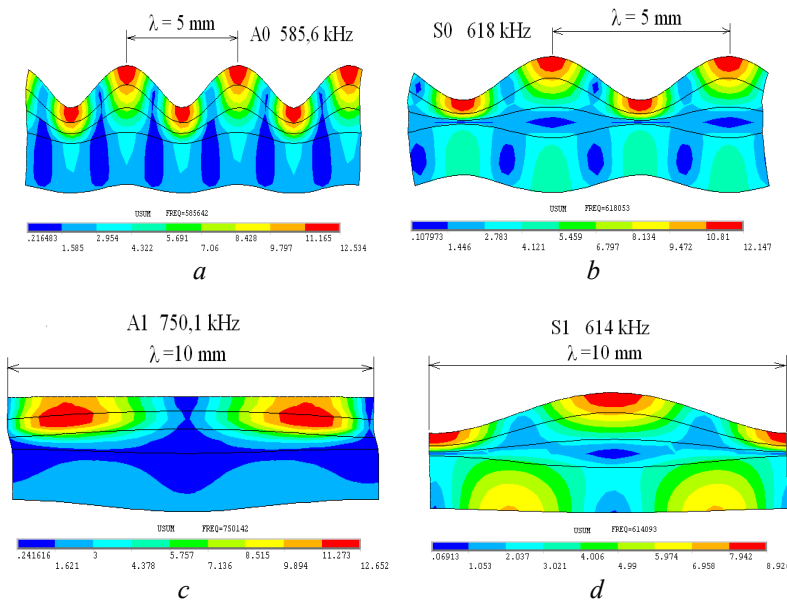 λ = 5 mm A0 585,6 kHz
USUM FREQ=585642
.216483 2.954 5.691 8.428 11.165
1.585 4.322 7.06 9.797 12.534
a
S0 618 kHz λ = 5 mm
USUM FREQ=618053
.107973 2.783 5.459 8.134 10.81
1.446 4.121 6.797 9.472 12.147
b
A1 750,1 kHz
λ =10 mm
USUM FREQ=750142
.241616 3 5.757 8.515 11.273
1.621 4.378 7.136 9.894 12.652
c
S1 614 kHz
λ =10 mm
USUM FREQ=614093
.06913 2.037 4.006 5.974 7.942
1.053 3.021 4.99 6.958
d